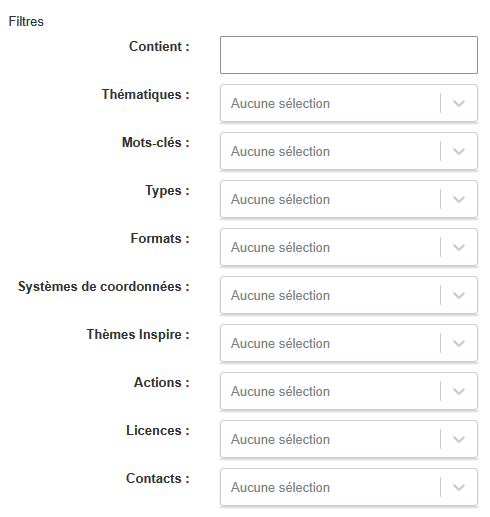 Filtres
Contient :
Thématiques :
Aucune sélection
Mots-clés :
Aucune sélection
Types :
Aucune sélection
Formats :
Aucune sélection
Systèmes de coordonnées :
Aucune sélection
Thèmes Inspire :
Aucune sélection
Actions :
Aucune sélection
Licences :
Aucune sélection
Contacts :
Aucune sélection